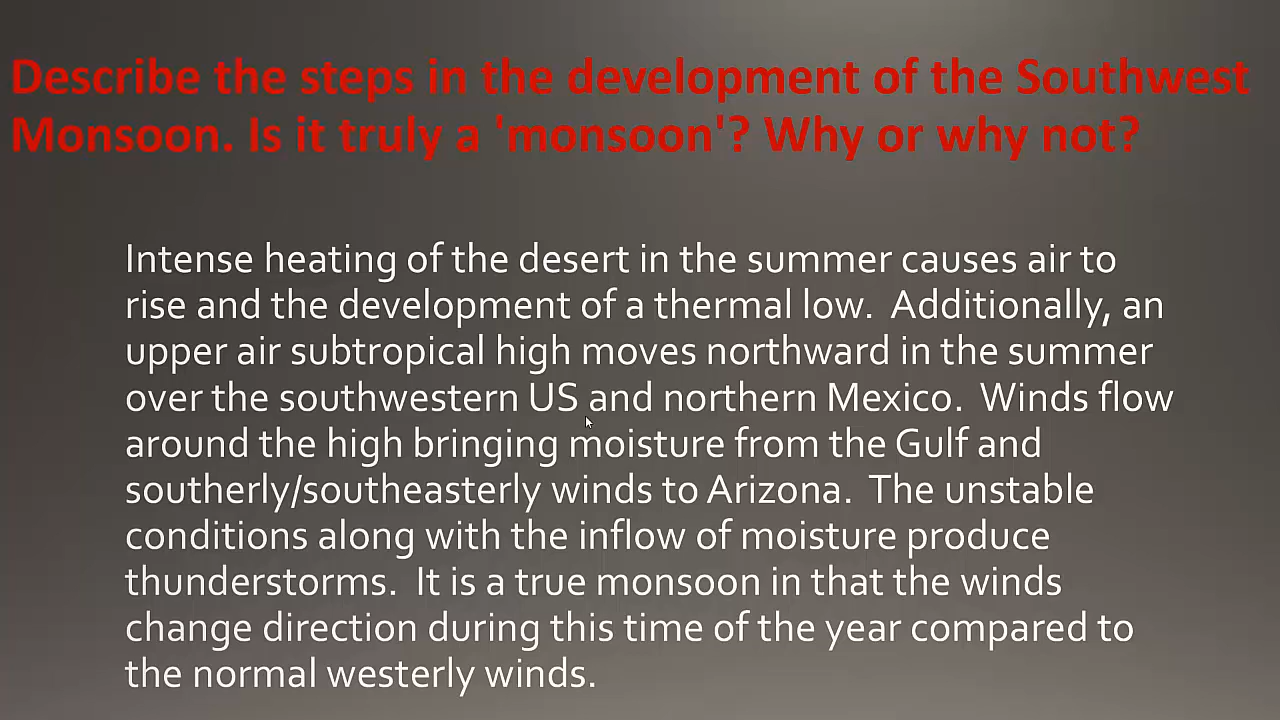 Describe the steps in the development of the Southwest
Monsoon. Is it truly a 'monsoon'? Why or why not?
Intense heating of the desert in the summer causes air to
rise and the development of a thermal low.  Additionally, an
upper air subtropical high moves northward in the summer
over the southwestern US and northern Mexico.  Winds flow
around the high bringing moisture from the Gulf and
southerly/southeasterly winds to Arizona.  The unstable
conditions along with the inflow of moisture produce
thunderstorms.  It is a true monsoon in that the winds
change direction during this time of the year compared to
the normal westerly winds.